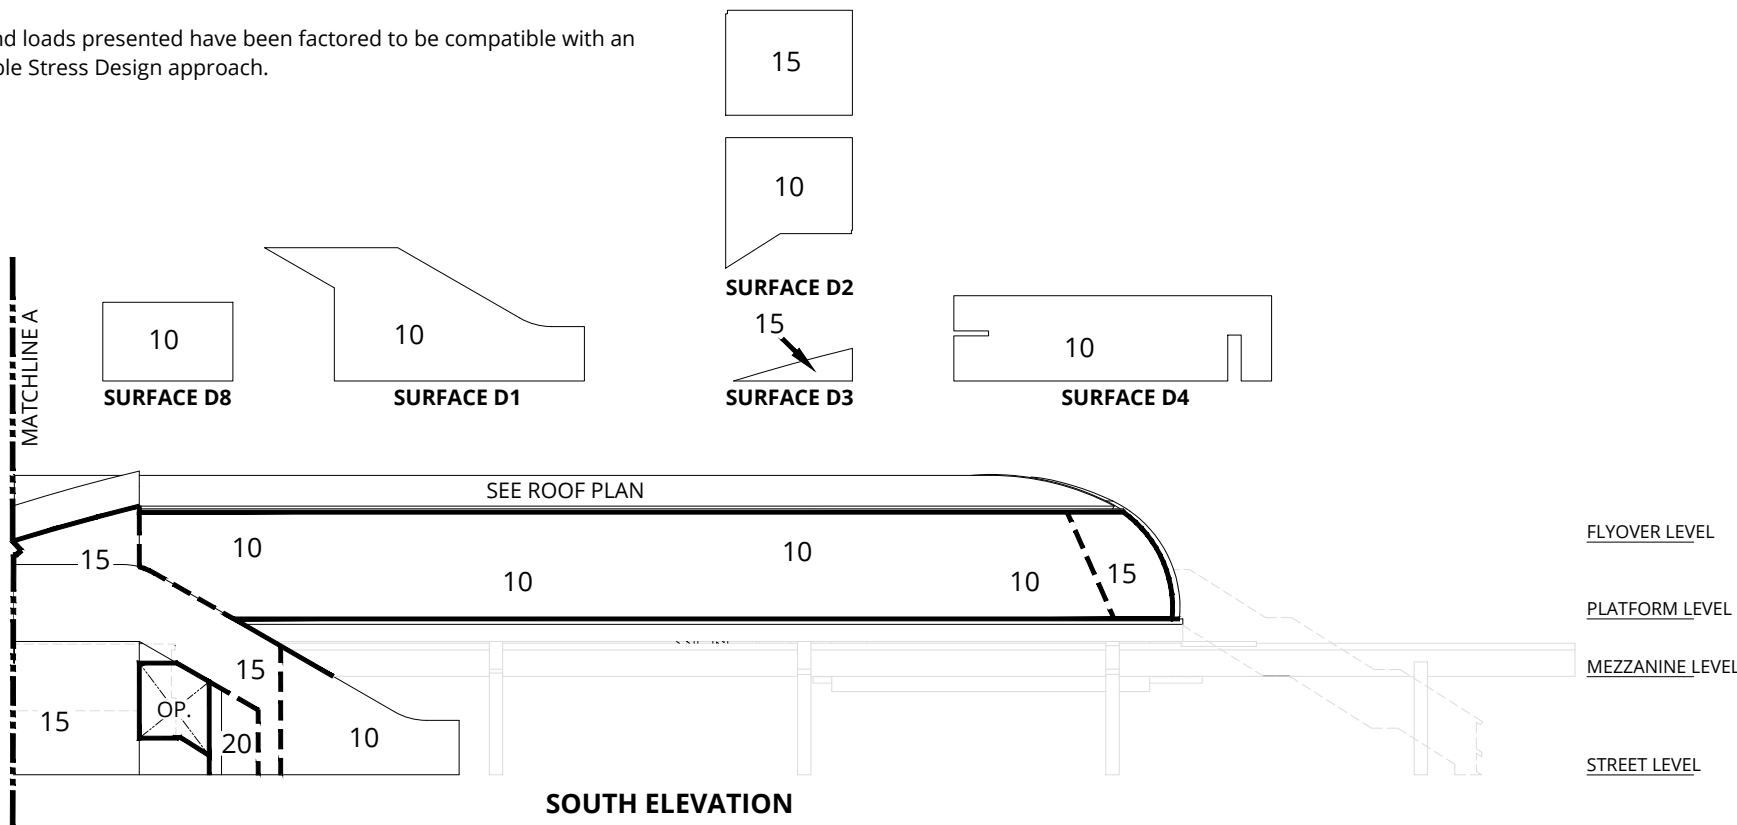 loads presented have been factored to be compatible with an
Stress Design approach.
15
10
SURFACE D2
15
SURFACE D3
10
SURFACE D8
10
SURFACE D1
10
SURFACE D4
MATCHLINE A
SEE ROOF PLAN
15
10
10
10
10
15
15
15
OP.
20
10
FLYOVER LEVEL
PLATFORM LEVEL
MEZZANINE LEVEL
STREET LEVEL
SOUTH ELEVATION